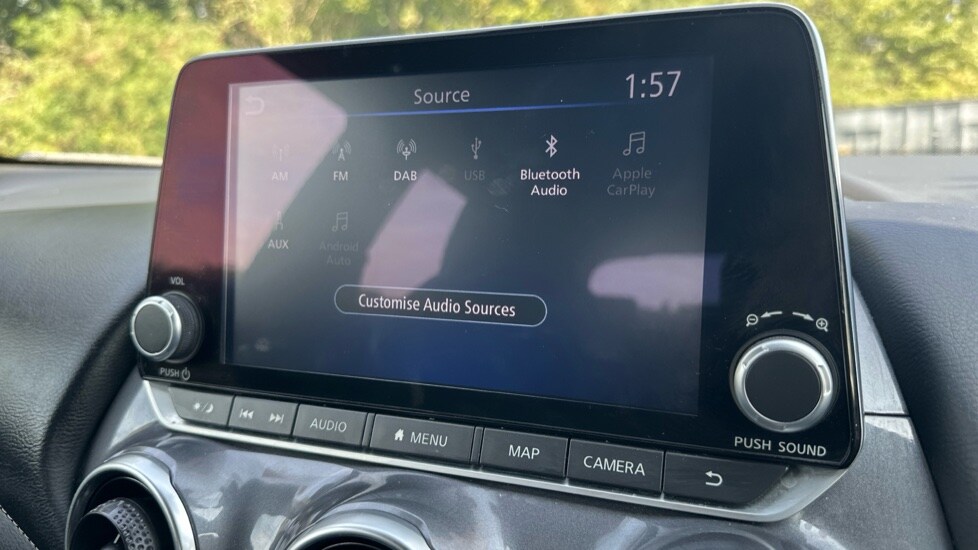 Source
1:57
AM
FM
DAB
USB
Bluetooth
Audio
Apple
CarPlay
AUX
Android
Auto
Customise Audio Sources
VOL
PUSH
AUDIO
MENU
MAP
CAMERA
PUSH SOUND